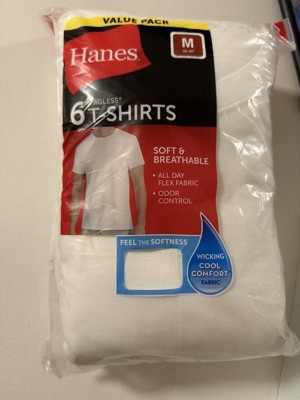 VALUE PACK
Hanes
M
6 TAGLESS®
T-SHIRTS
SOFT &
BREATHABLE
• ALL DAY
FLEX FABRIC
• ODOR
CONTROL
FEEL THE SOFTNESS
WICKING
COOL
COMFORT
FABRIC